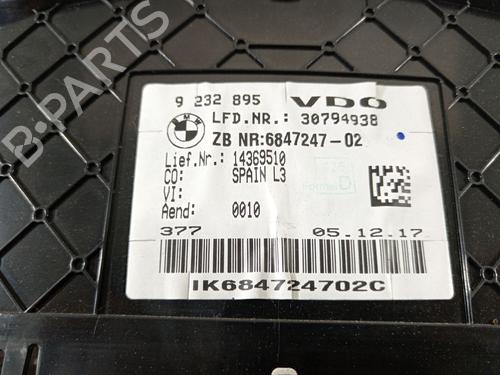 9 232 895 VDO
BMW
LFD.NR.: 30794938
ZB NR:6847247-02
Lief.Nr.: 14369510
CO: SPAIN L3
VI:
Aend: 0010
377 05.12.17
IK684724702C